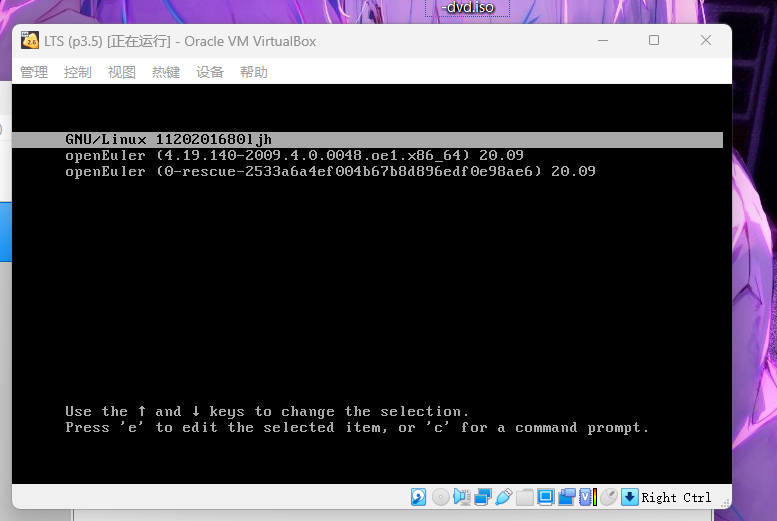 -dvd.iso
LTS (p3.5) [正在运行] - Oracle VM VirtualBox
管理 控制 视图 热键 设备 帮助
GNU/Linux 1120201680ljh
openEuler (4.19.140-2009.4.0.0048.oe1.x86_64) 20.09
openEuler (0-rescue-2533a6a4ef004b67b8d896edf0e98ae6) 20.09
Use the ↑ and ↓ keys to change the selection.
Press 'e' to edit the selected item, or 'c' for a command prompt.
Right Ctrl